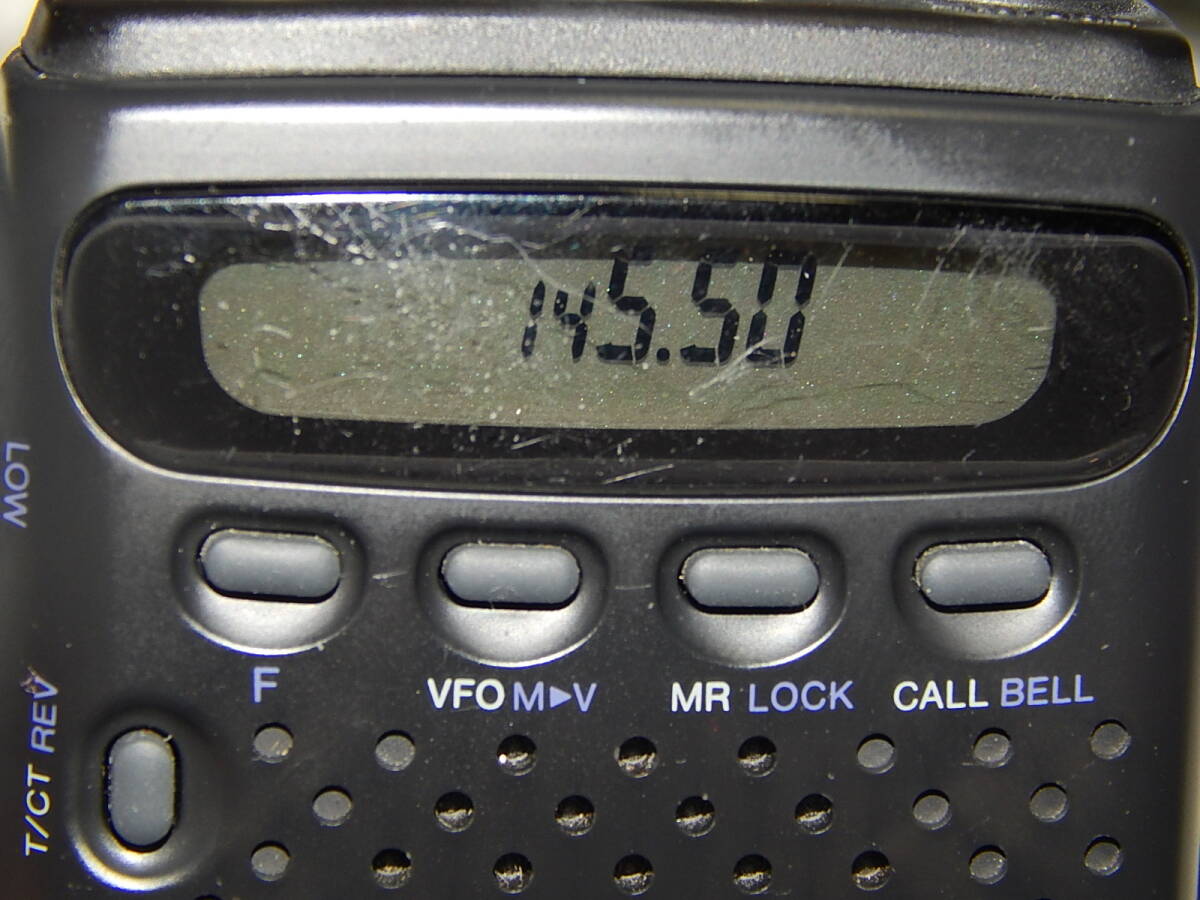 145.50
LOW
F
VFO M▶V
MR LOCK
CALL BELL
T/CT REV